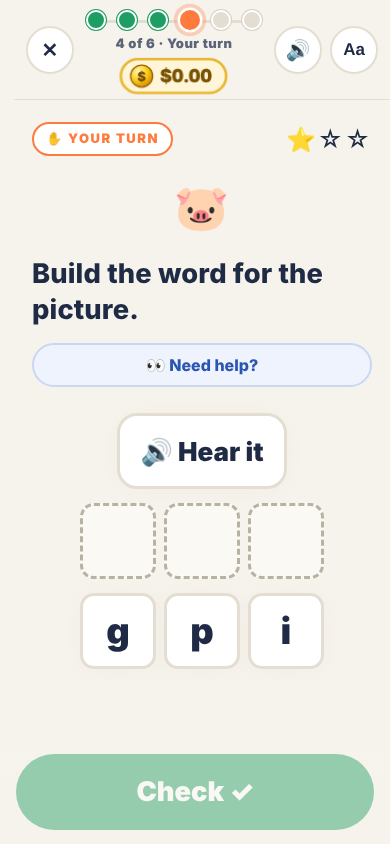 4 of 6 · Your turn
$ $0.00
Aa
YOUR TURN
Build the word for the
picture.
Need help?
Hear it
g p i
Check ✓